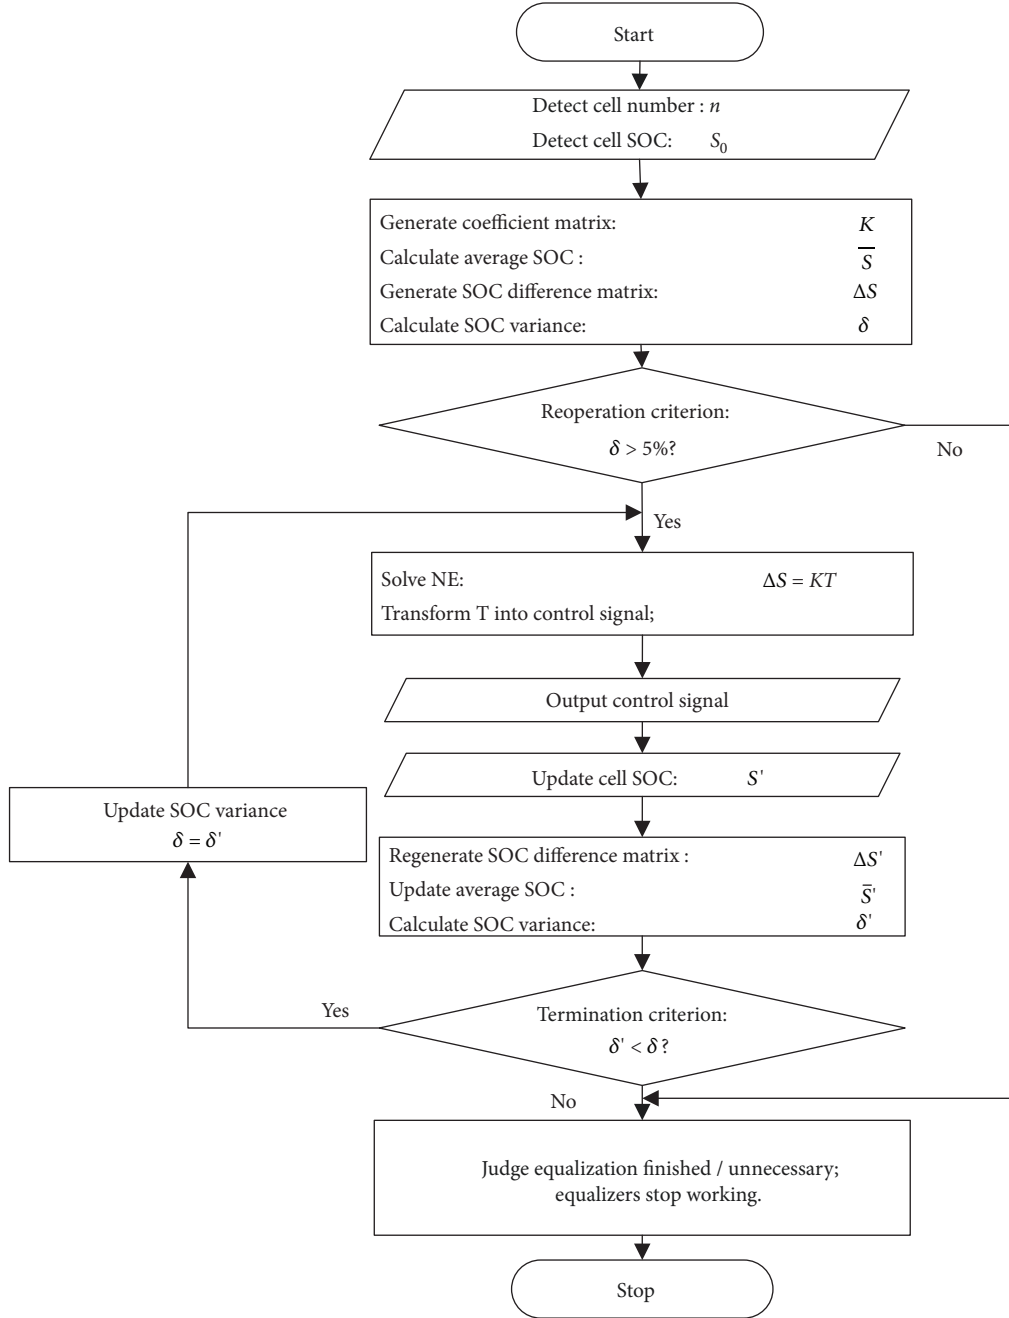 Start
Detect cell number : n
Detect cell SOC: S₀
Generate coefficient matrix: K
Calculate average SOC : S̅
Generate SOC difference matrix: ΔS
Calculate SOC variance: δ
Reoperation criterion:
δ > 5%?
No
Yes
Solve NE: ΔS = KT
Transform T into control signal;
Output control signal
Update cell SOC: S'
Update SOC variance
δ = δ'
Regenerate SOC difference matrix : ΔS'
Update average SOC : S̅'
Calculate SOC variance: δ'
Yes
Termination criterion:
δ' < δ?
No
Judge equalization finished / unnecessary;
equalizers stop working.
Stop